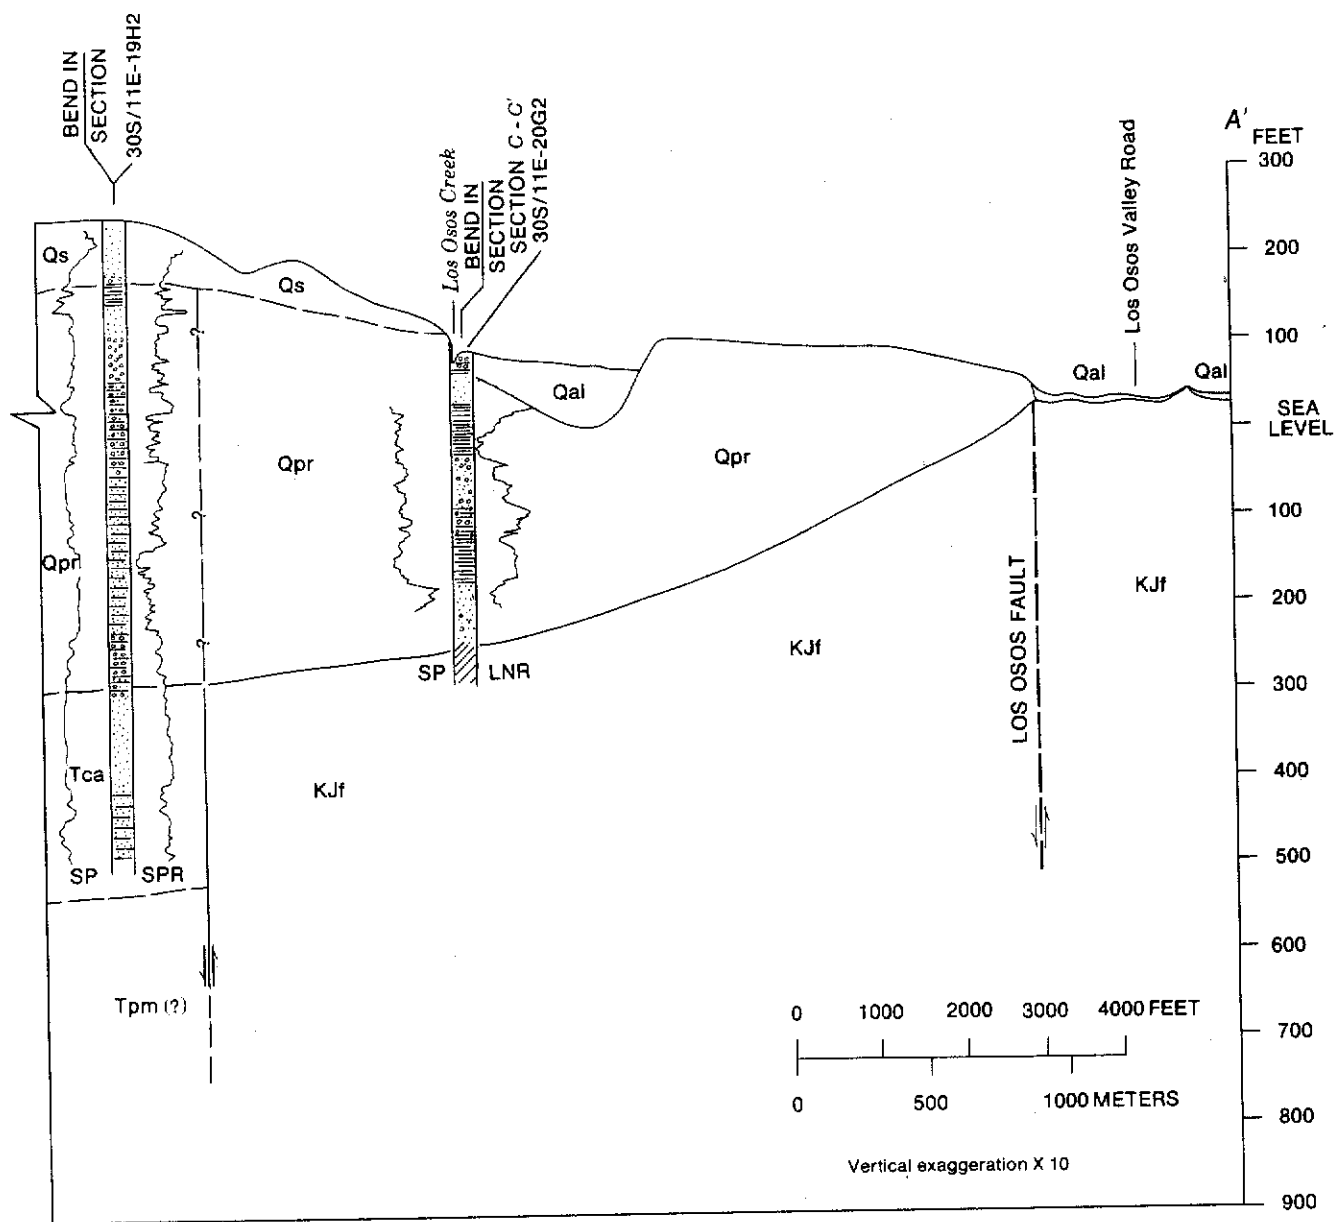 BEND IN
SECTION
30S/11E-19H2
Los Osos Creek
BEND IN
SECTION
SECTION C - C'
30S/11E-20G2
Los Osos Valley Road
A'
FEET
300
200
100
SEA
LEVEL
100
200
300
400
500
600
700
800
900
Qs
Qs
Qal
Qal
Qal
?
?
?
Qpr
Qpr
Qpr
KJf
KJf
KJf
SP
LNR
LOS OSOS FAULT
Tca
SP
SPR
Tpm (?)
0 1000 2000 3000 4000 FEET
0 500 1000 METERS
Vertical exaggeration X 10